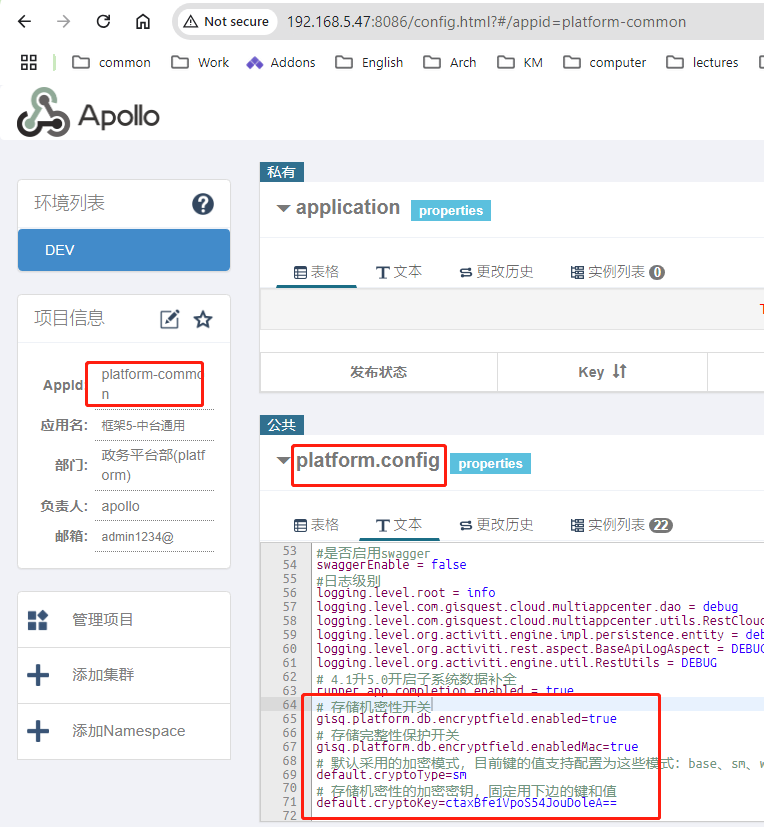 Not secure
192.168.5.47:8086/config.html?#/appid=platform-common
common
Work
Addons
English
Arch
KM
computer
lectures
Apollo
环境列表
DEV
项目信息
AppId
platform-commo
n
应用名:
框架5-中台通用
部门:
政务平台部(platf
orm)
负责人:
apollo
邮箱:
admin1234@
管理项目
添加集群
添加Namespace
私有
application
properties
表格
文本
更改历史
实例列表 0
发布状态
Key
公共
platform.config
properties
表格
文本
更改历史
实例列表 22
53 #是否启用swagger
54 swaggerEnable = false
55 #日志级别
56 logging.level.root = info
57 logging.level.com.gisquest.cloud.multiappcenter.dao = debug
58 logging.level.com.gisquest.cloud.multiappcenter.utils.RestCloud
59 logging.level.org.activiti.engine.impl.persistence.entity = deb
60 logging.level.org.activiti.rest.aspect.BaseApiLogAspect = DEBUG
61 logging.level.org.activiti.engine.util.RestUtils = DEBUG
62 # 4.1升5.0开启子系统数据补全
63 runner.app.completion.enabled = true
64 # 存储机密性开关
65 gisq.platform.db.encryptfield.enabled=true
66 # 存储完整性保护开关
67 gisq.platform.db.encryptfield.enabledMac=true
68 # 默认采用的加密模式，目前键的值支持配置为这些模式：base、sm、w
69 default.cryptoType=sm
70 # 存储机密性的加密密钥，固定用下边的键和值
71 default.cryptoKey=ctaxBfe1VpoS54JouDoleA==
72